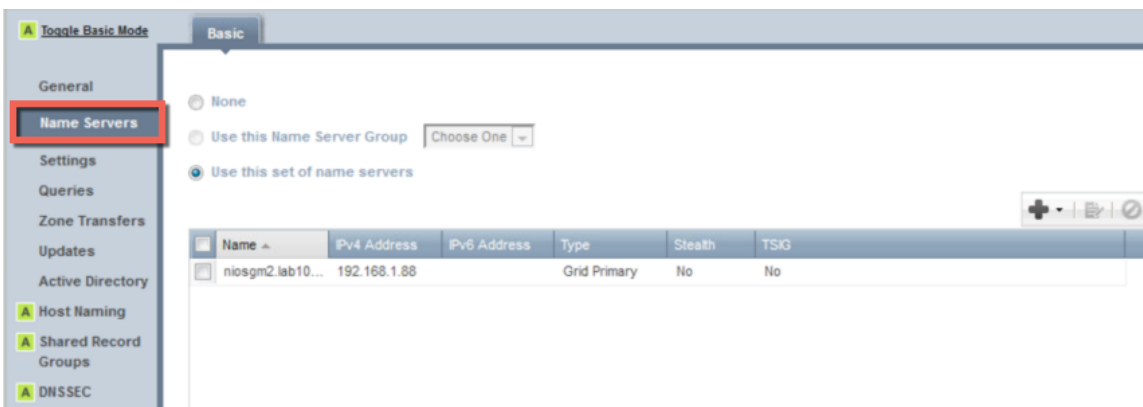 A Toggle Basic Mode
Basic
General
Name Servers
Settings
Queries
Zone Transfers
Updates
Active Directory
A Host Naming
A Shared Record
Groups
A DNSSEC
None
Use this Name Server Group Choose One
Use this set of name servers
Name IPv4 Address IPv6 Address Type Stealth TSIG
niosgm2.lab10... 192.168.1.88 Grid Primary No No